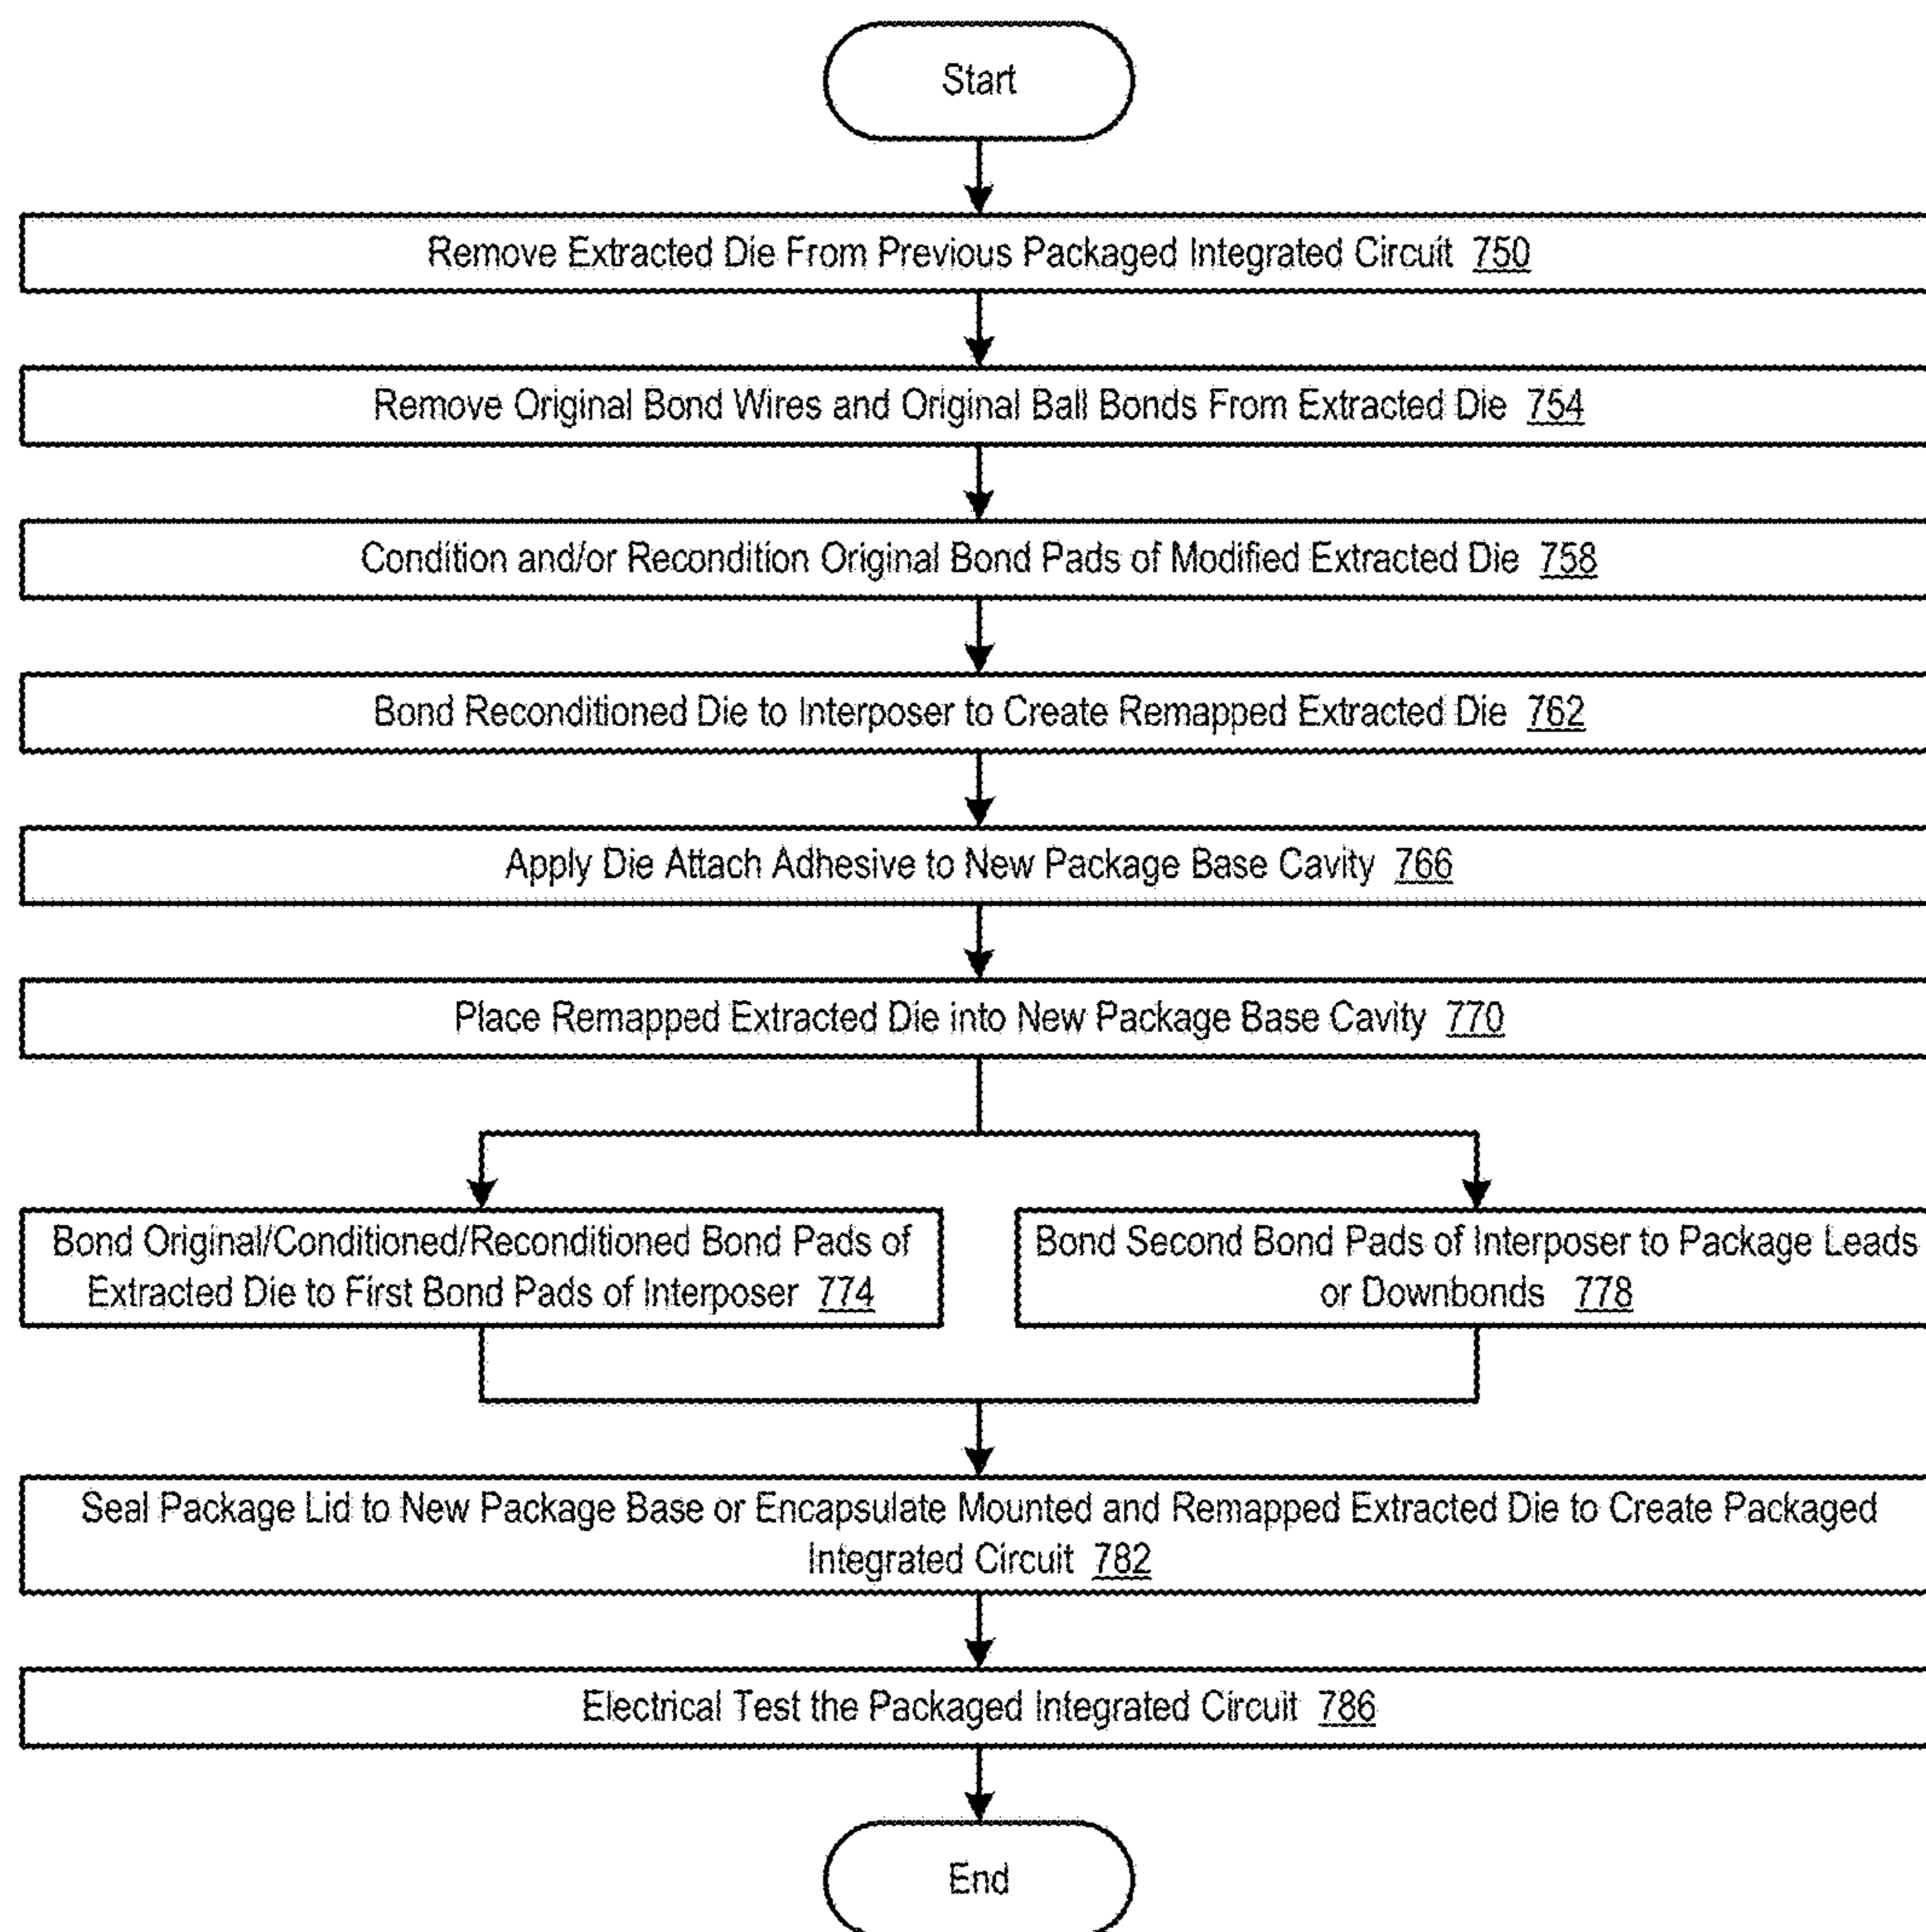 Start
Remove Extracted Die From Previous Packaged Integrated Circuit 750
Remove Original Bond Wires and Original Ball Bonds From Extracted Die 754
Condition and/or Recondition Original Bond Pads of Modified Extracted Die 758
Bond Reconditioned Die to Interposer to Create Remapped Extracted Die 762
Apply Die Attach Adhesive to New Package Base Cavity 766
Place Remapped Extracted Die into New Package Base Cavity 770
Bond Original/Conditioned/Reconditioned Bond Pads of
Extracted Die to First Bond Pads of Interposer 774
Bond Second Bond Pads of Interposer to Package Leads
or Downbonds 778
Seal Package Lid to New Package Base or Encapsulate Mounted and Remapped Extracted Die to Create Packaged
Integrated Circuit 782
Electrical Test the Packaged Integrated Circuit 786
End